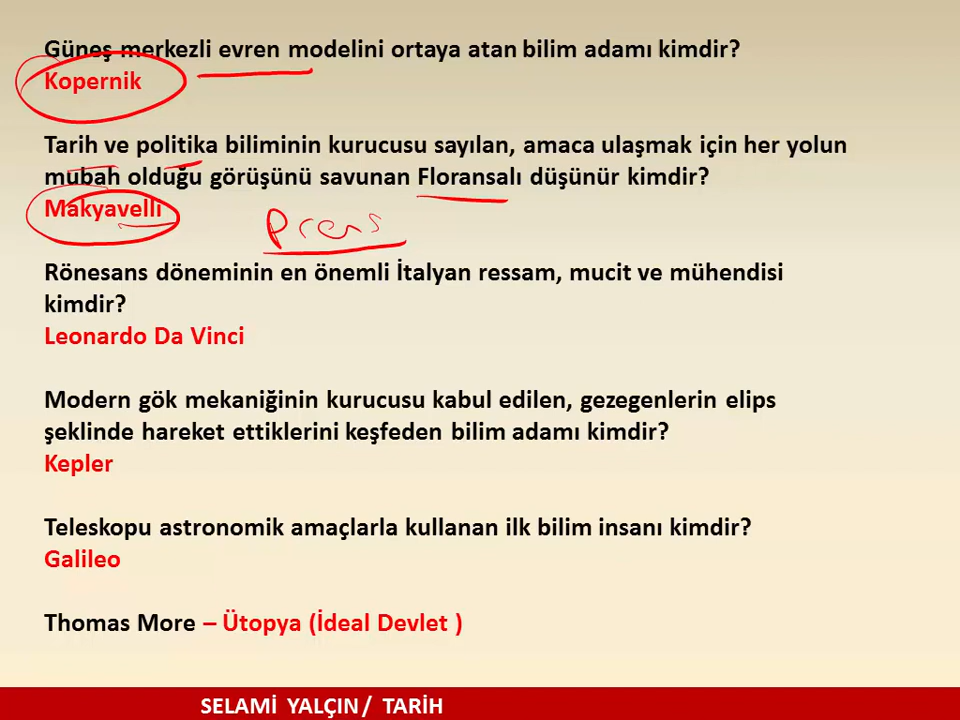 Güneş merkezli evren modelini ortaya atan bilim adamı kimdir?
Kopernik
Tarih ve politika biliminin kurucusu sayılan, amaca ulaşmak için her yolun
mubah olduğu görüşünü savunan Floransalı düşünür kimdir?
Makyavelli
Prens
Rönesans döneminin en önemli İtalyan ressam, mucit ve mühendisi
kimdir?
Leonardo Da Vinci
Modern gök mekaniğinin kurucusu kabul edilen, gezegenlerin elips
şeklinde hareket ettiklerini keşfeden bilim adamı kimdir?
Kepler
Teleskopu astronomik amaçlarla kullanan ilk bilim insanı kimdir?
Galileo
Thomas More – Ütopya (İdeal Devlet )
SELAMİ YALÇIN / TARİH